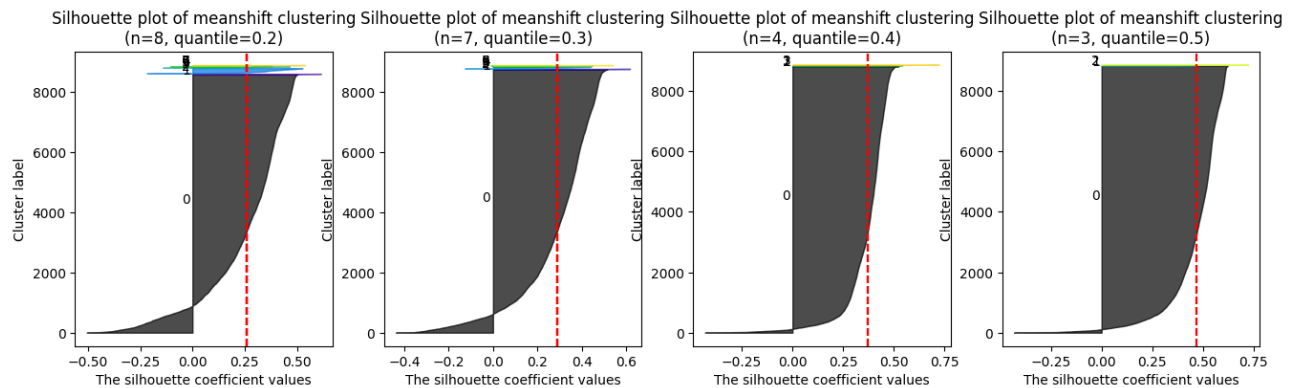 Silhouette plot of meanshift clustering
(n=8, quantile=0.2)
Cluster label
8000
6000
4000
2000
0
0
−0.50 −0.25 0.00 0.25 0.50
The silhouette coefficient values
Silhouette plot of meanshift clustering
(n=7, quantile=0.3)
Cluster label
8000
6000
4000
2000
0
0
−0.4 −0.2 0.0 0.2 0.4 0.6
The silhouette coefficient values
Silhouette plot of meanshift clustering
(n=4, quantile=0.4)
Cluster label
8000
6000
4000
2000
0
0
−0.25 0.00 0.25 0.50 0.75
The silhouette coefficient values
Silhouette plot of meanshift clustering
(n=3, quantile=0.5)
Cluster label
8000
6000
4000
2000
0
0
−0.25 0.00 0.25 0.50 0.75
The silhouette coefficient values